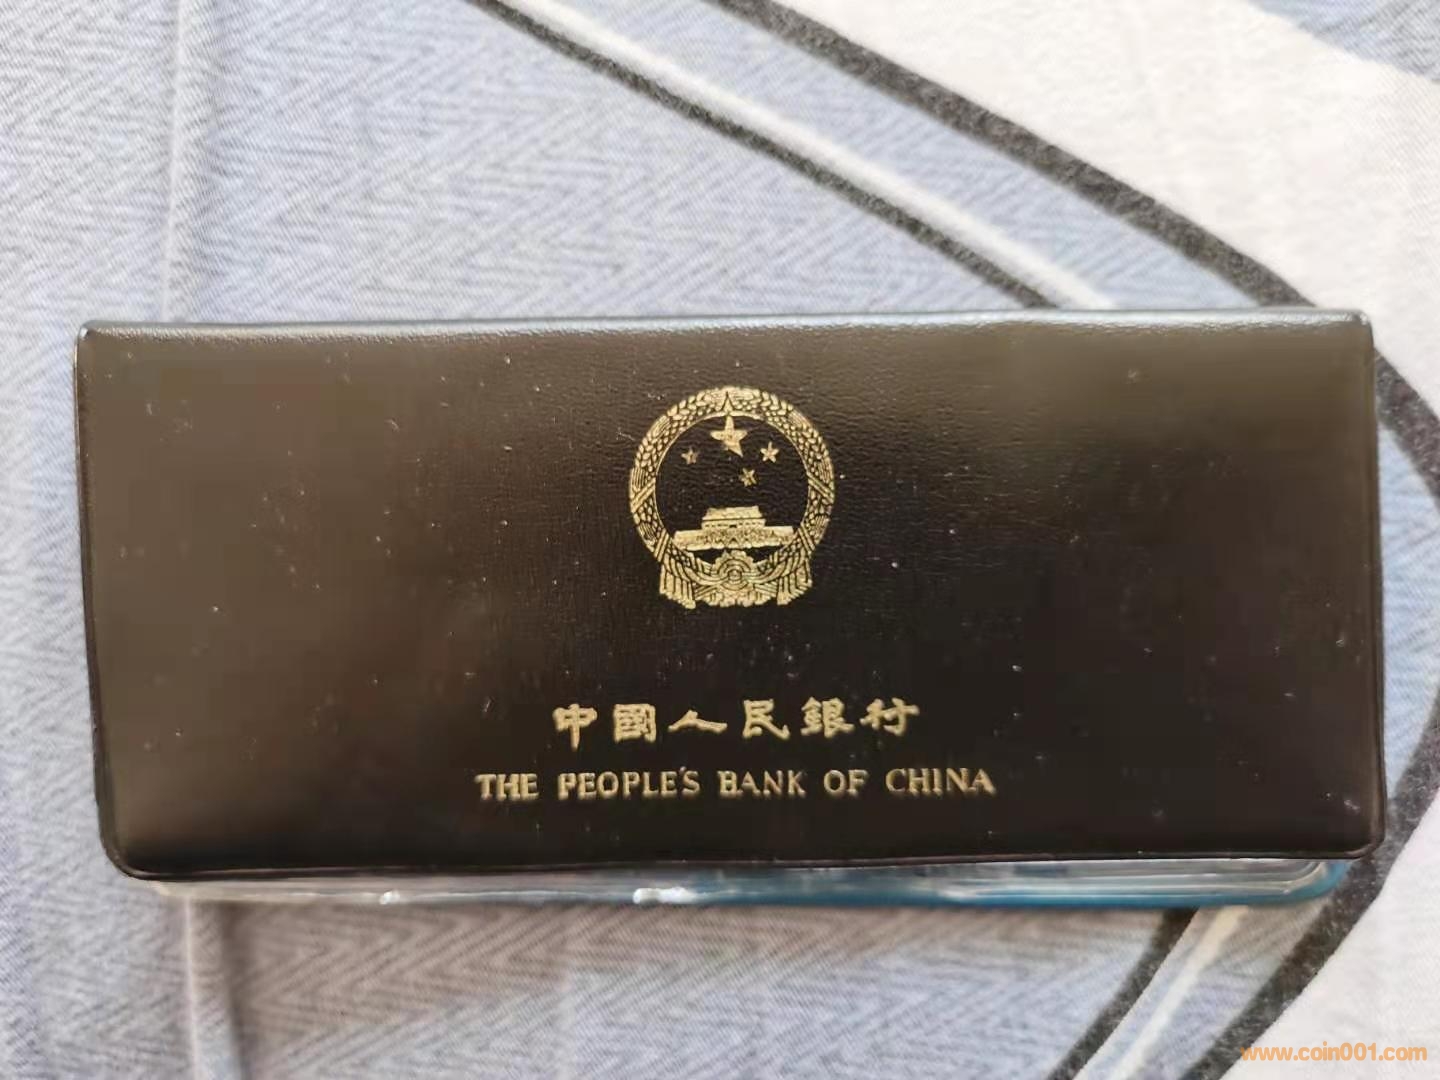 中國人民銀行
THE PEOPLE'S BANK OF CHINA
www.coin001.com